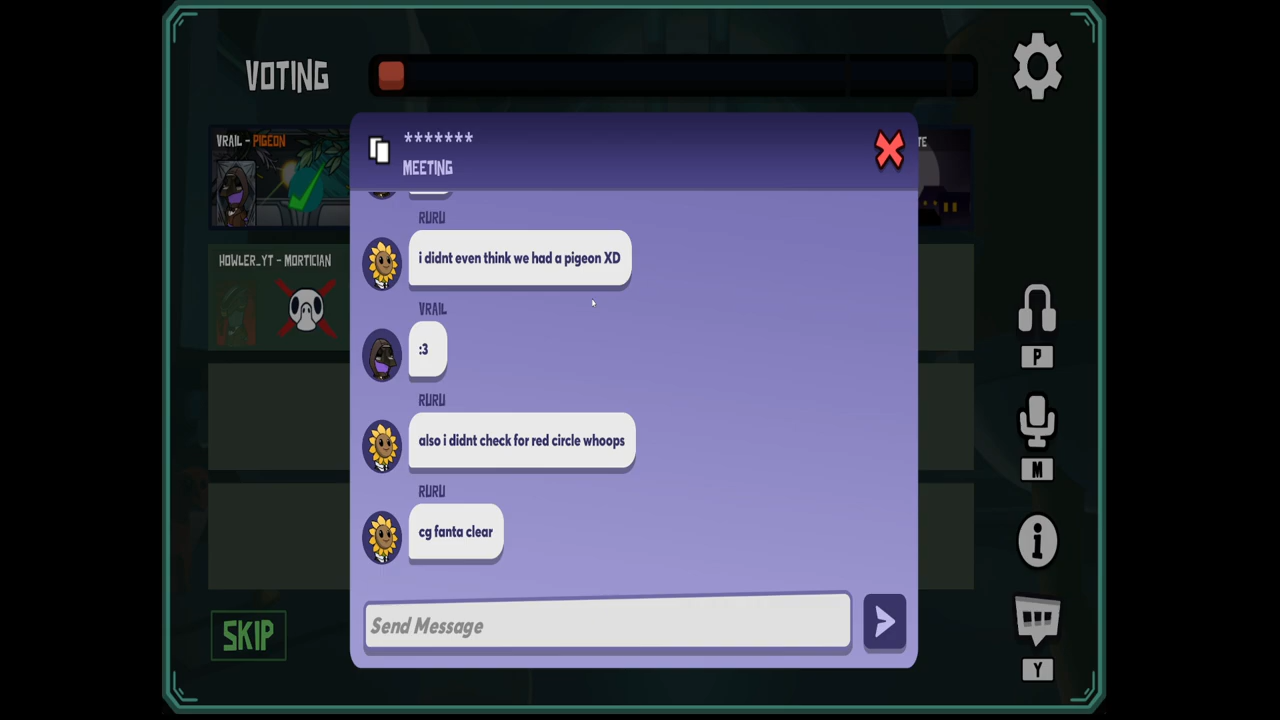 VOTING
VRAIL - PIGEON
TE
HOWLER_YT - MORTICIAN
*******
MEETING
RURU
i didnt even think we had a pigeon XD
VRAIL
:3
RURU
also i didnt check for red circle whoops
RURU
cg fanta clear
Send Message
SKIP
P
M
i
Y